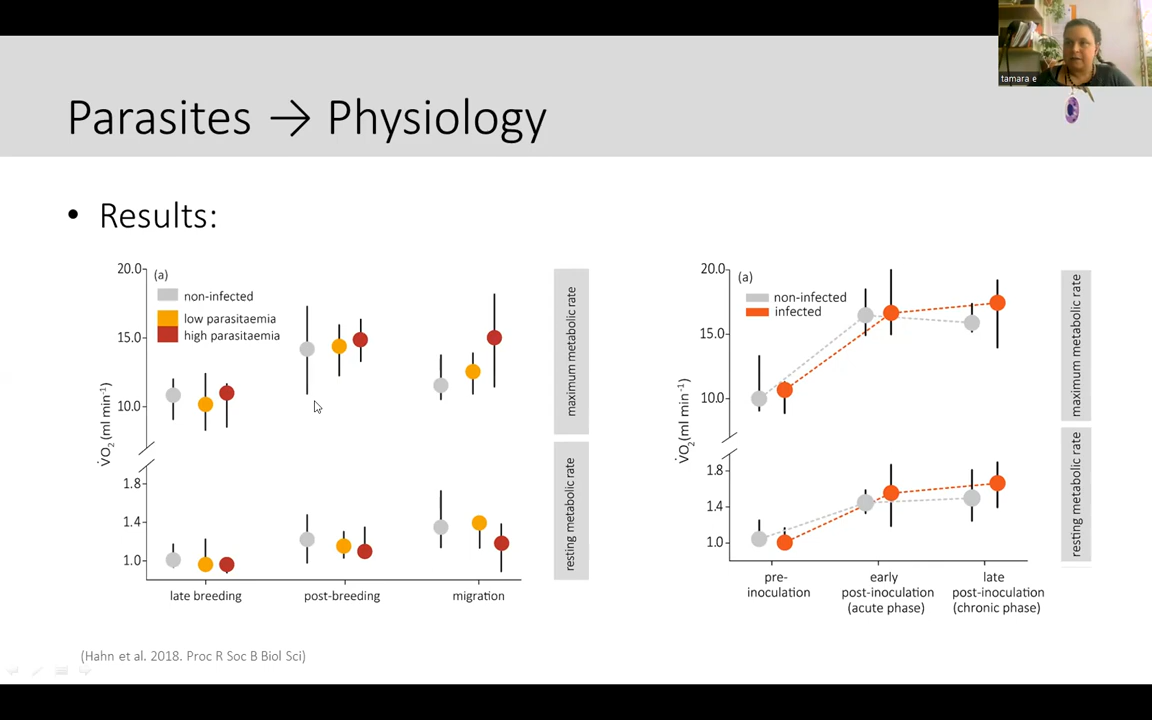 tamara e
Parasites → Physiology
• Results:
20.0
15.0
10.0
1.8
1.4
1.0
V̇O2 (ml min-1)
(a)
non-infected
low parasitaemia
high parasitaemia
late breeding
post-breeding
migration
maximum metabolic rate
resting metabolic rate
20.0
15.0
10.0
1.8
1.4
1.0
V̇O2 (ml min-1)
(a)
non-infected
infected
pre-
inoculation
early
post-inoculation
(acute phase)
late
post-inoculation
(chronic phase)
maximum metabolic rate
resting metabolic rate
(Hahn et al. 2018. Proc R Soc B Biol Sci)